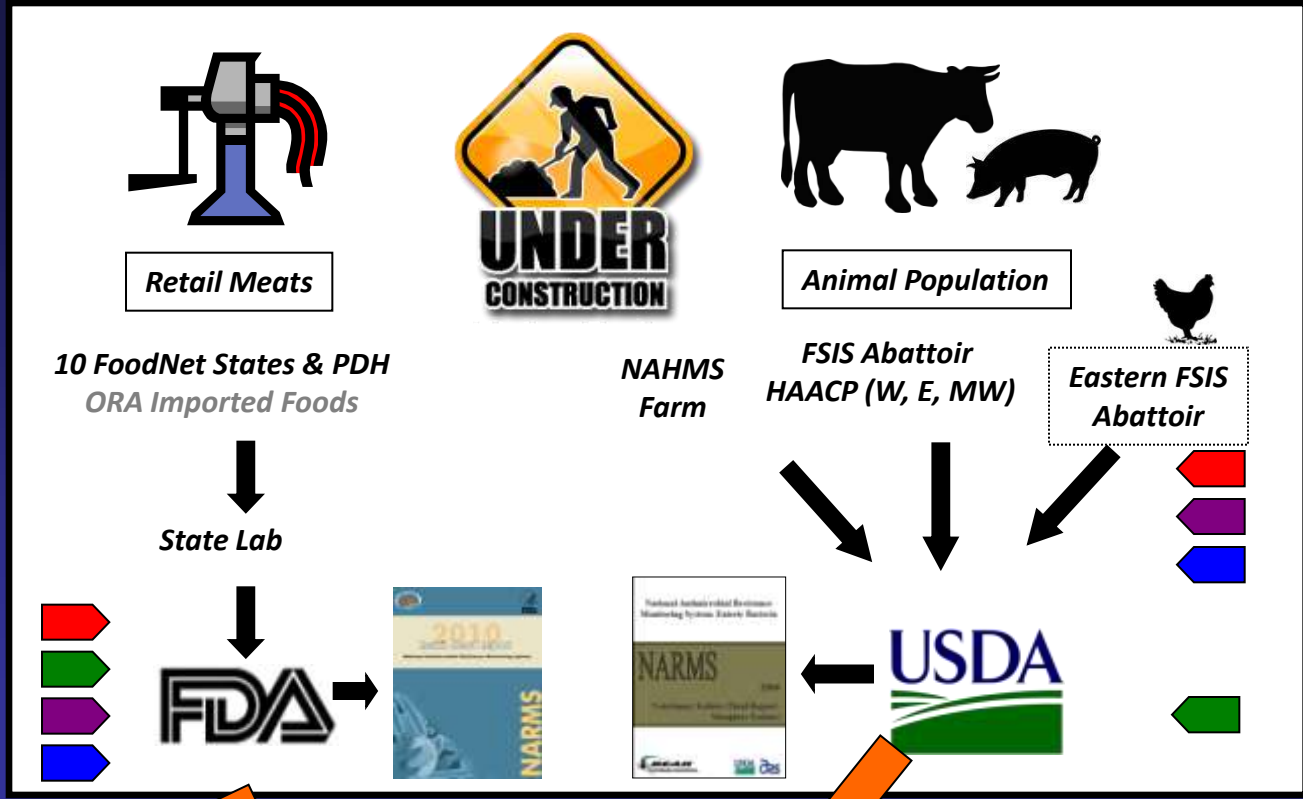 UNDER
CONSTRUCTION
Retail Meats
Animal Population
10 FoodNet States & PDH
ORA Imported Foods
NAHMS
Farm
FSIS Abattoir
HAACP (W, E, MW)
Eastern FSIS
Abattoir
State Lab
FDA
2010
NARMS
National Antimicrobial Resistance
Monitoring System: Enteric Bacteria
NARMS
USDA